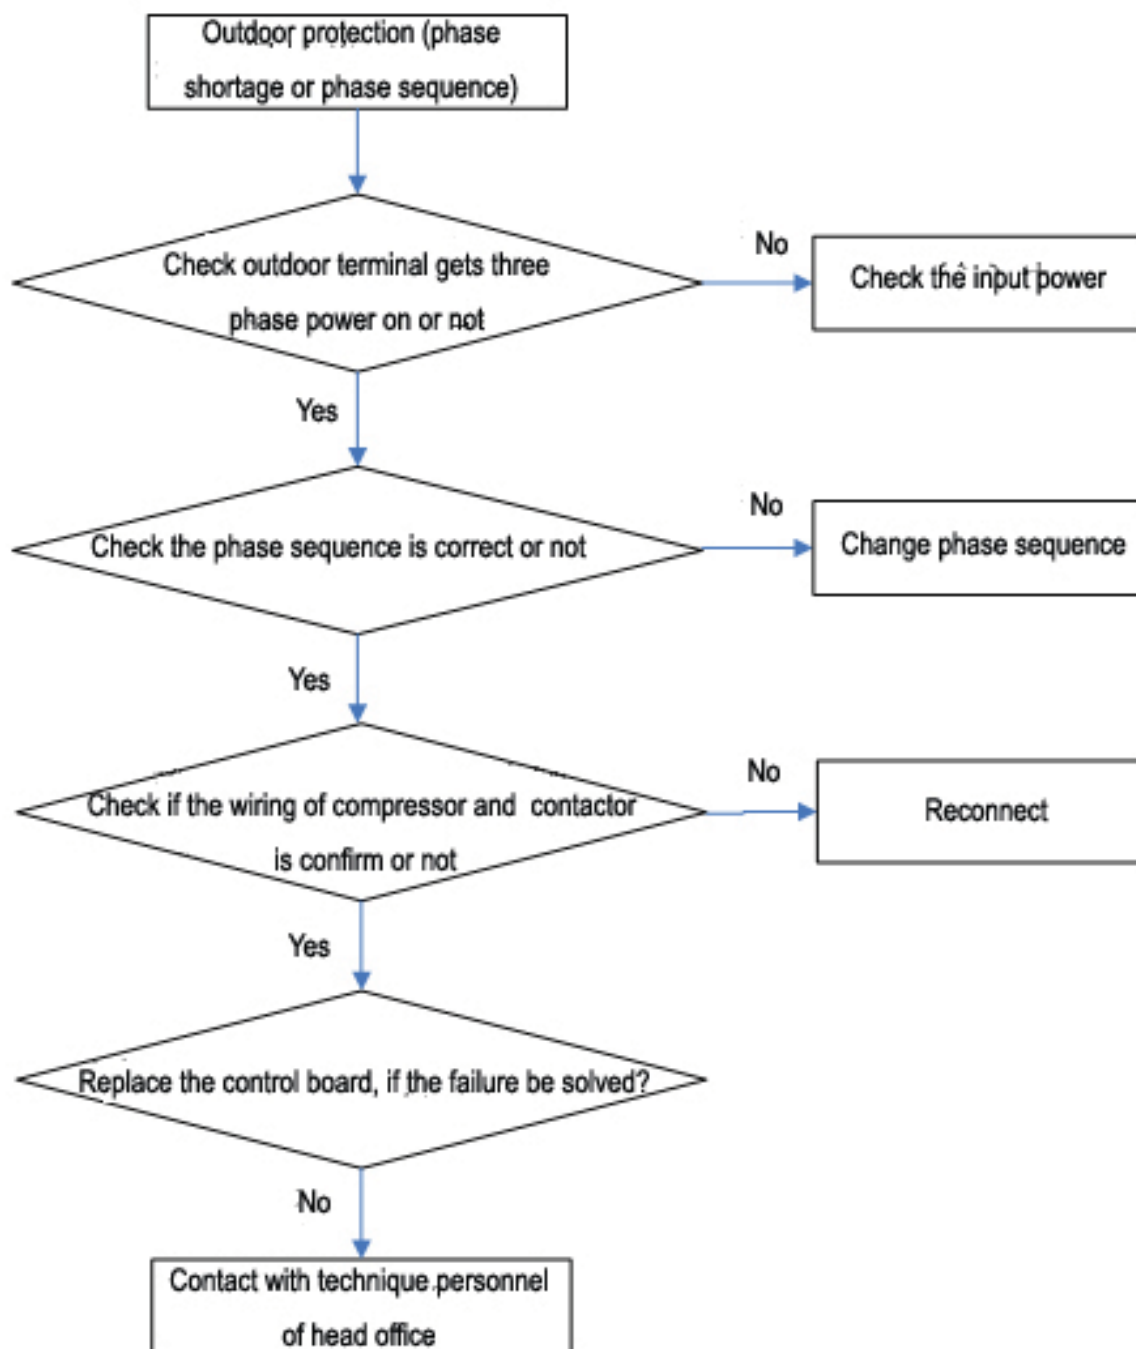 Outdoor protection (phase
shortage or phase sequence)
Check outdoor terminal gets three
phase power on or not
No
Check the input power
Yes
Check the phase sequence is correct or not
No
Change phase sequence
Yes
Check if the wiring of compressor and contactor
is confirm or not
No
Reconnect
Yes
Replace the control board, if the failure be solved?
No
Contact with technique personnel
of head office